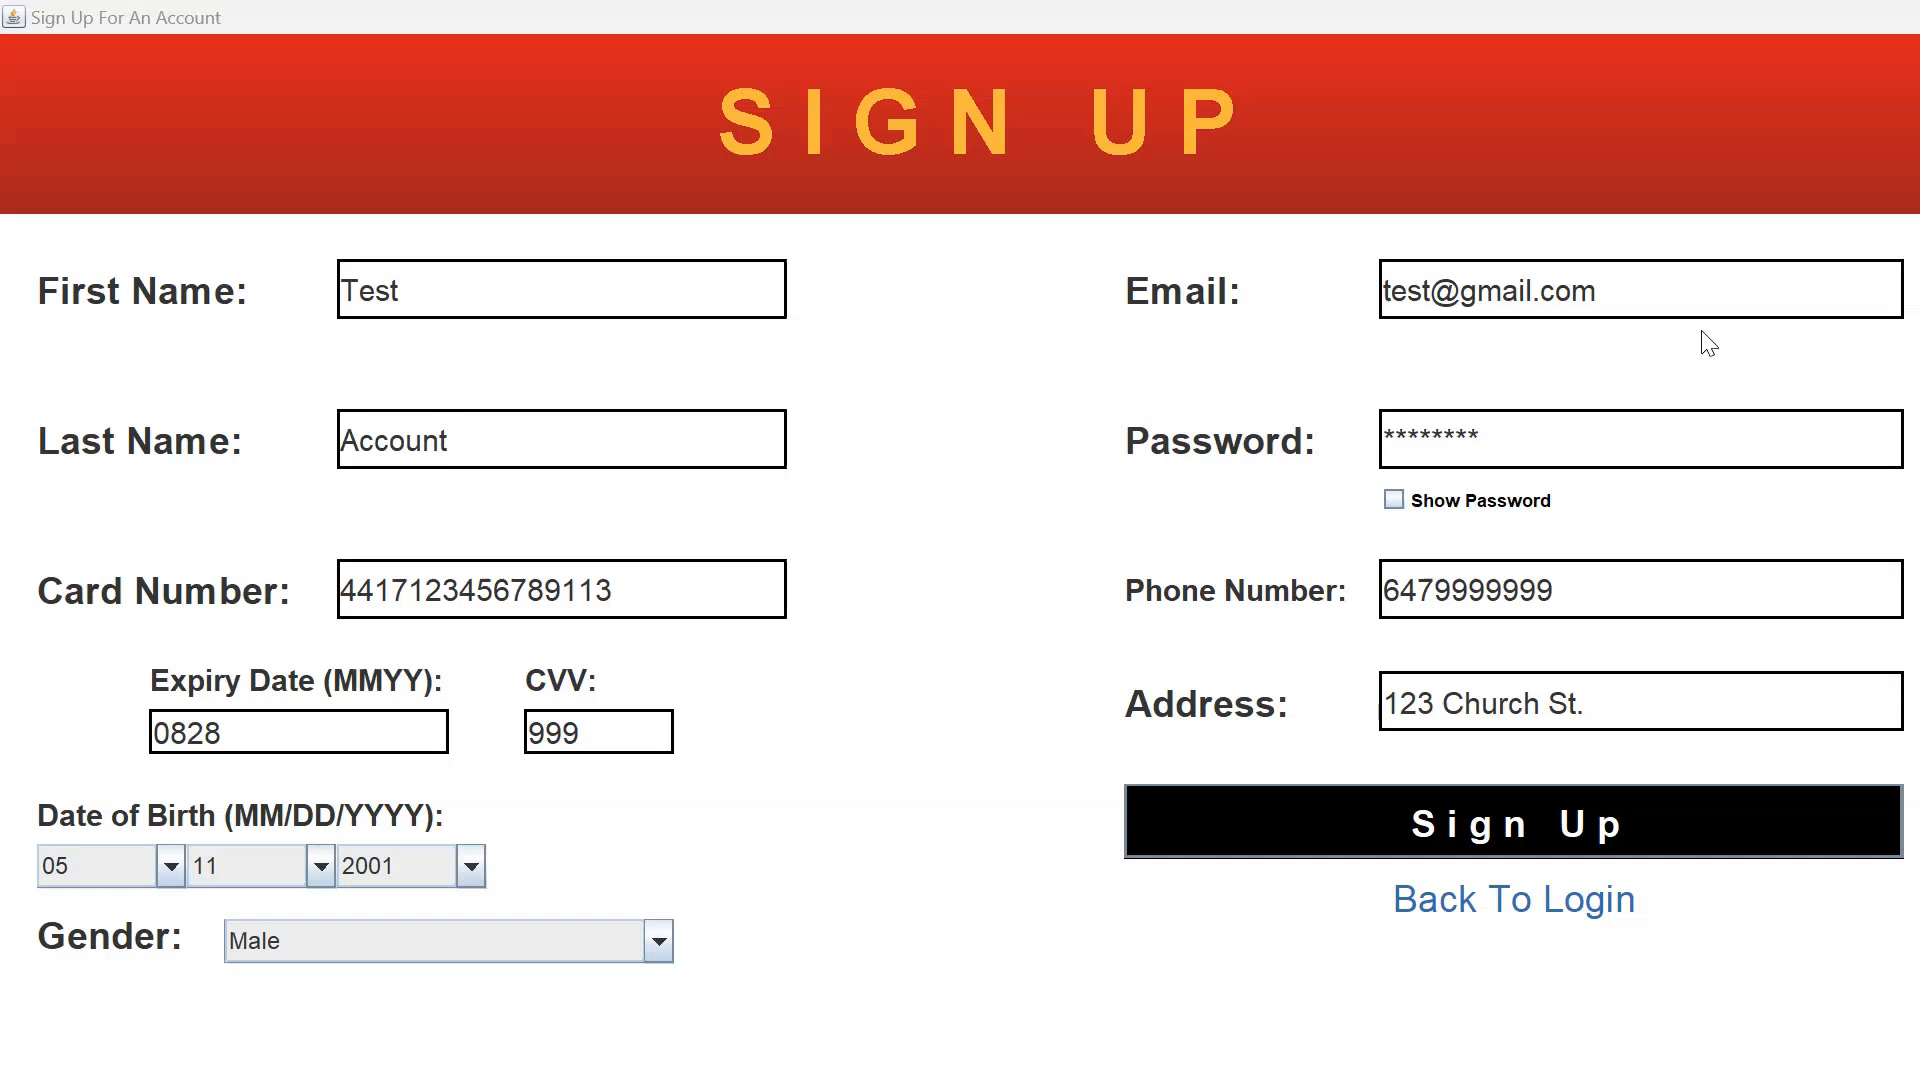 Sign Up For An Account
SIGN UP
First Name: Test
Last Name: Account
Card Number: 4417123456789113
Expiry Date (MMYY): CVV:
0828 999
Date of Birth (MM/DD/YYYY):
05 11 2001
Gender: Male
Email: test@gmail.com
Password: ********
Show Password
Phone Number: 6479999999
Address: 123 Church St.
Sign Up
Back To Login